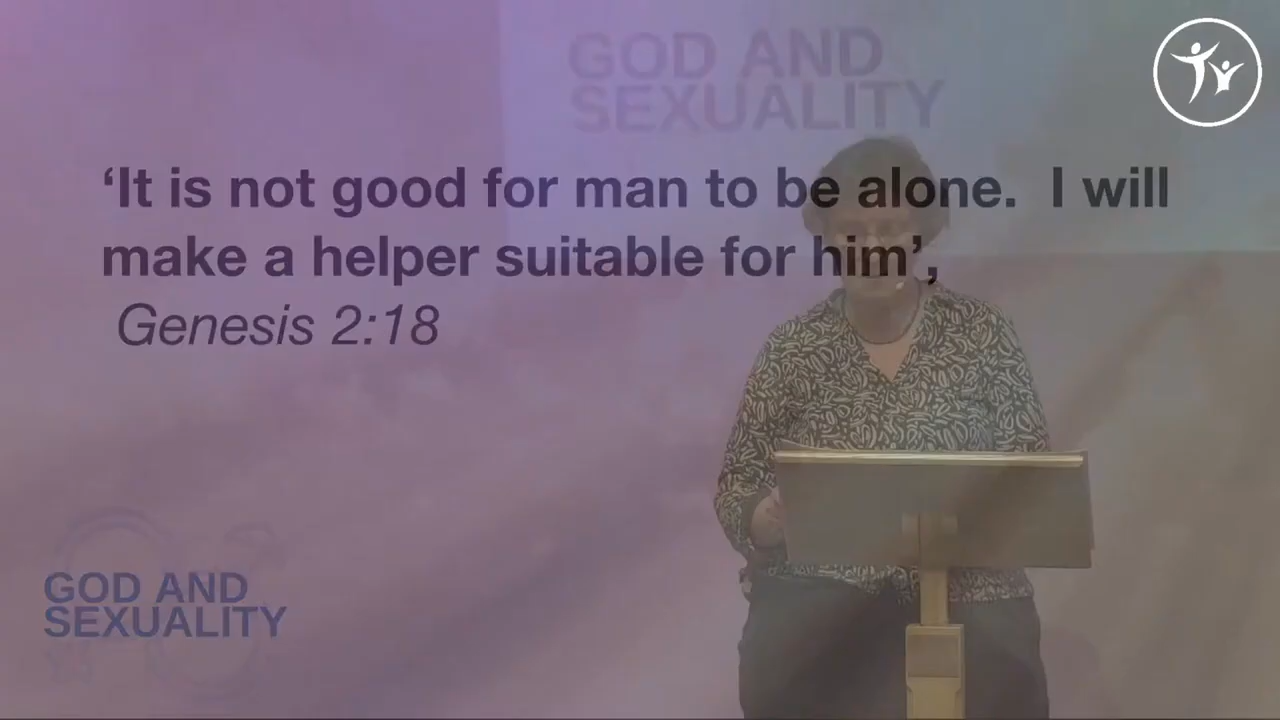 GOD AND
SEXUALITY
‘It is not good for man to be alone.  I will
make a helper suitable for him’,
Genesis 2:18
GOD AND
SEXUALITY